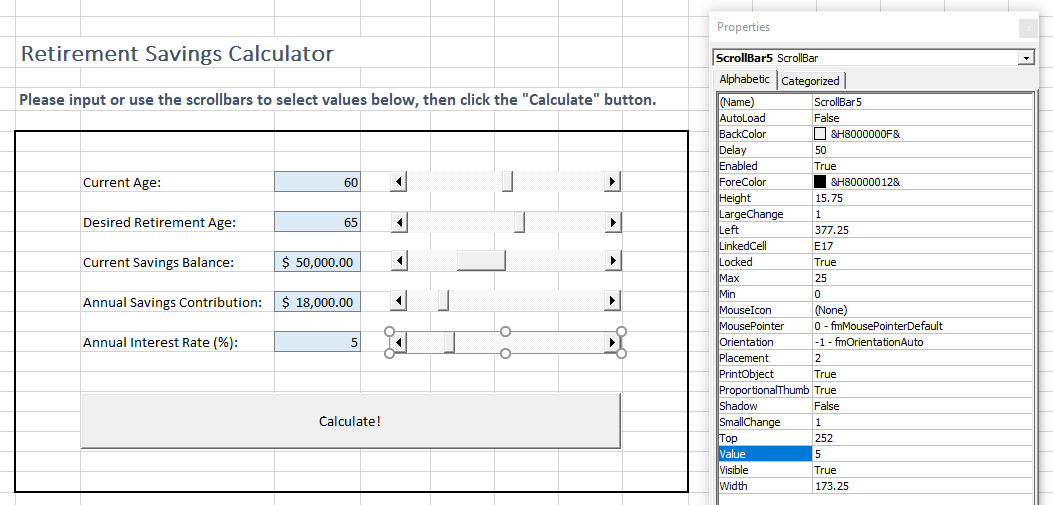 Retirement Savings Calculator
Please input or use the scrollbars to select values below, then click the "Calculate" button.
Current Age: 60
Desired Retirement Age: 65
Current Savings Balance: $ 50,000.00
Annual Savings Contribution: $ 18,000.00
Annual Interest Rate (%): 5
Calculate!
Properties
ScrollBar5 ScrollBar
Alphabetic Categorized
(Name) ScrollBar5
AutoLoad False
BackColor &H8000000F&
Delay 50
Enabled True
ForeColor &H80000012&
Height 15.75
LargeChange 1
Left 377.25
LinkedCell E17
Locked True
Max 25
Min 0
MouseIcon (None)
MousePointer 0 - fmMousePointerDefault
Orientation -1 - fmOrientationAuto
Placement 2
PrintObject True
ProportionalThumb True
Shadow False
SmallChange 1
Top 252
Value 5
Visible True
Width 173.25